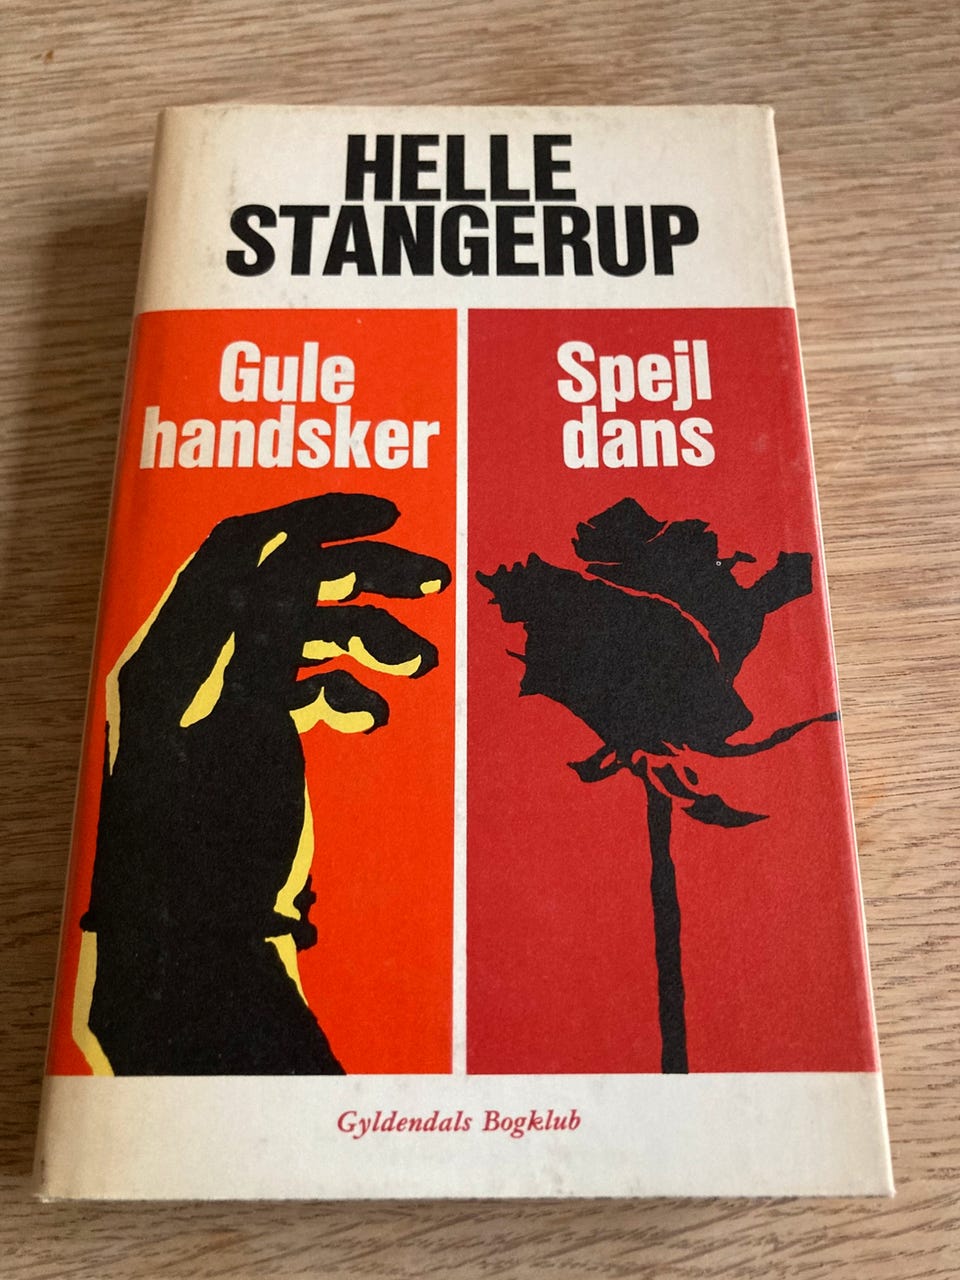 HELLE
STANGERUP
Gule
handsker
Spejl
dans
Gyldendals Bogklub